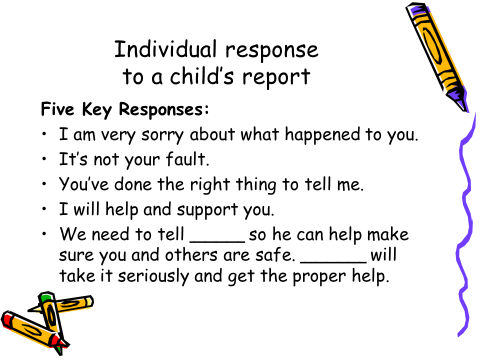 Individual response
to a child's report
Five Key Responses:
• I am very sorry about what happened to you.
• It's not your fault.
• You've done the right thing to tell me.
• I will help and support you.
• We need to tell _____ so he can help make
sure you and others are safe. ______ will
take it seriously and get the proper help.